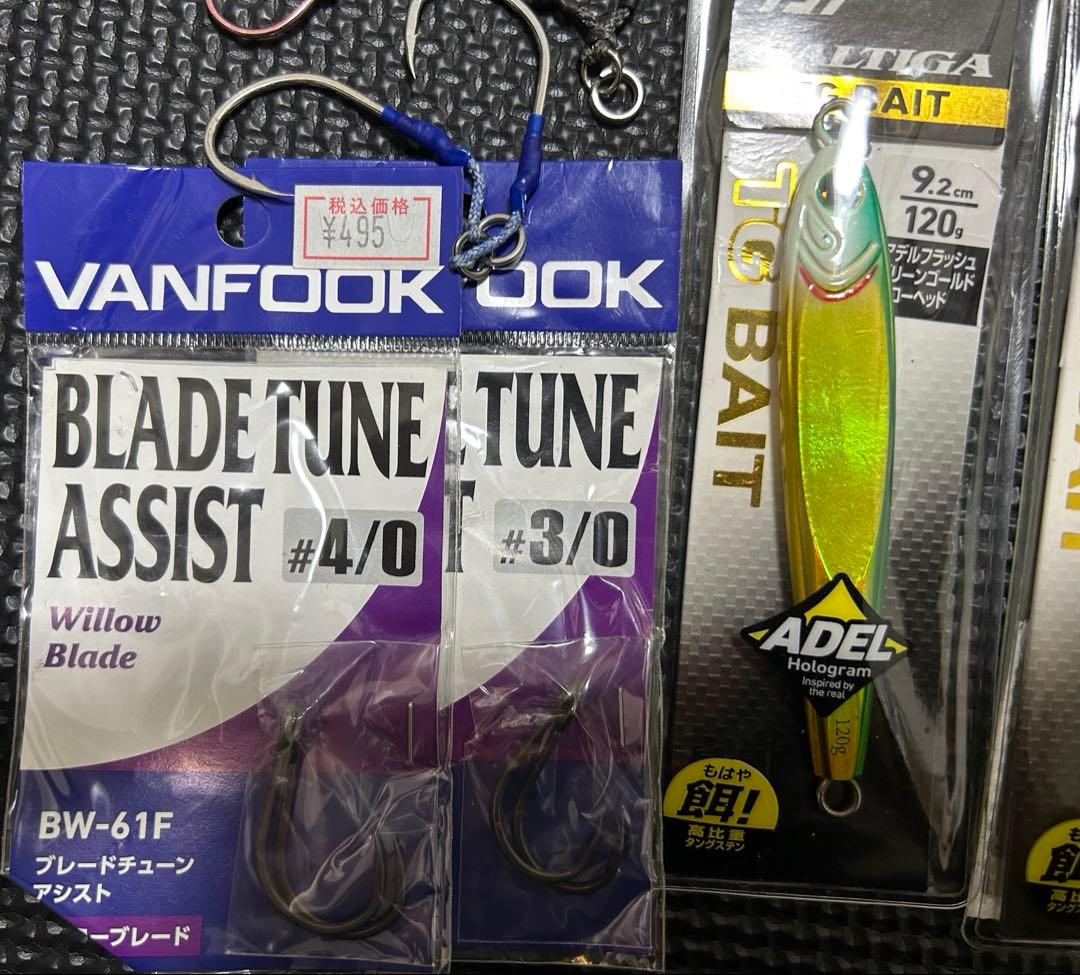 税込価格
¥495
VANFOOK
BLADE TUNE
ASSIST
#4/0
Willow
Blade
BW-61F
ブレードチューン
アシスト
ーブレード
OOK
TUNE
T
#3/0
ALTIGA
BAIT
TG BAIT
9.2cm
120g
デルフラッシュ
リーンゴールド
ローヘッド
ADEL
Hologram
Inspired by
the real
120g
もはや
餌!
高比重
タングステン